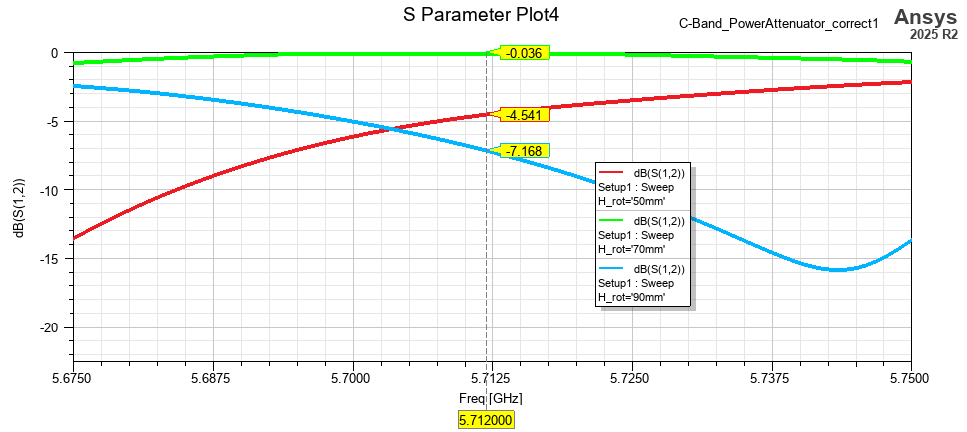 S Parameter Plot4
C-Band_PowerAttenuator_correct1
Ansys
2025 R2
0
-5
-10
-15
-20
dB(S(1,2))
-0.036
-4.541
-7.168
dB(S(1,2))
Setup1 : Sweep
H_rot='50mm'
dB(S(1,2))
Setup1 : Sweep
H_rot='70mm'
dB(S(1,2))
Setup1 : Sweep
H_rot='90mm'
5.6750 5.6875 5.7000 5.7125 5.7250 5.7375 5.7500
Freq [GHz]
5.712000